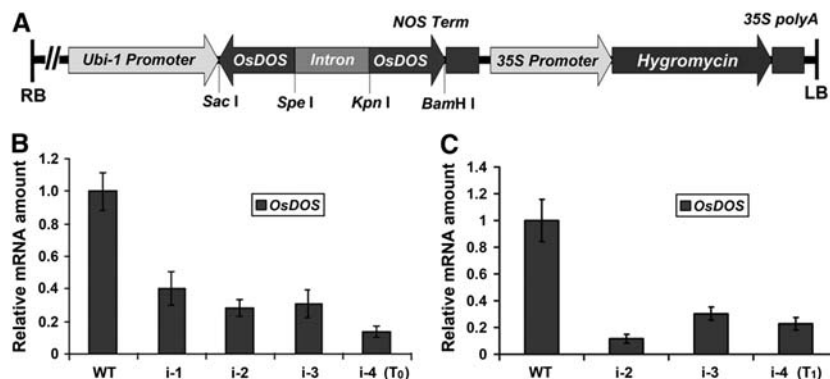 A
NOS Term
35S polyA
Ubi-1 Promoter
OsDOS
Intron
OsDOS
35S Promoter
Hygromycin
RB
LB
Sac I
Spe I
Kpn I
BamH I
B
Relative mRNA amount
1.2
1.0
0.8
0.6
0.4
0.2
0
OsDOS
WT i-1 i-2 i-3 i-4 (T0)
C
Relative mRNA amount
1.4
1.2
1
0.8
0.6
0.4
0.2
0
OsDOS
WT i-2 i-3 i-4 (T1)